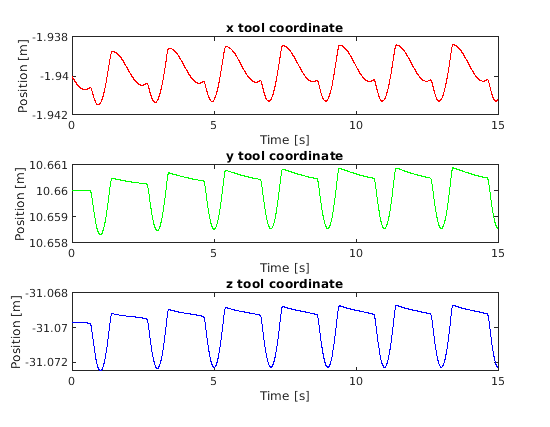 x tool coordinate
-1.938
-1.94
-1.942
Position [m]
0 5 10 15
Time [s]
y tool coordinate
10.661
10.66
10.659
10.658
Position [m]
0 5 10 15
Time [s]
z tool coordinate
-31.068
-31.07
-31.072
Position [m]
0 5 10 15
Time [s]